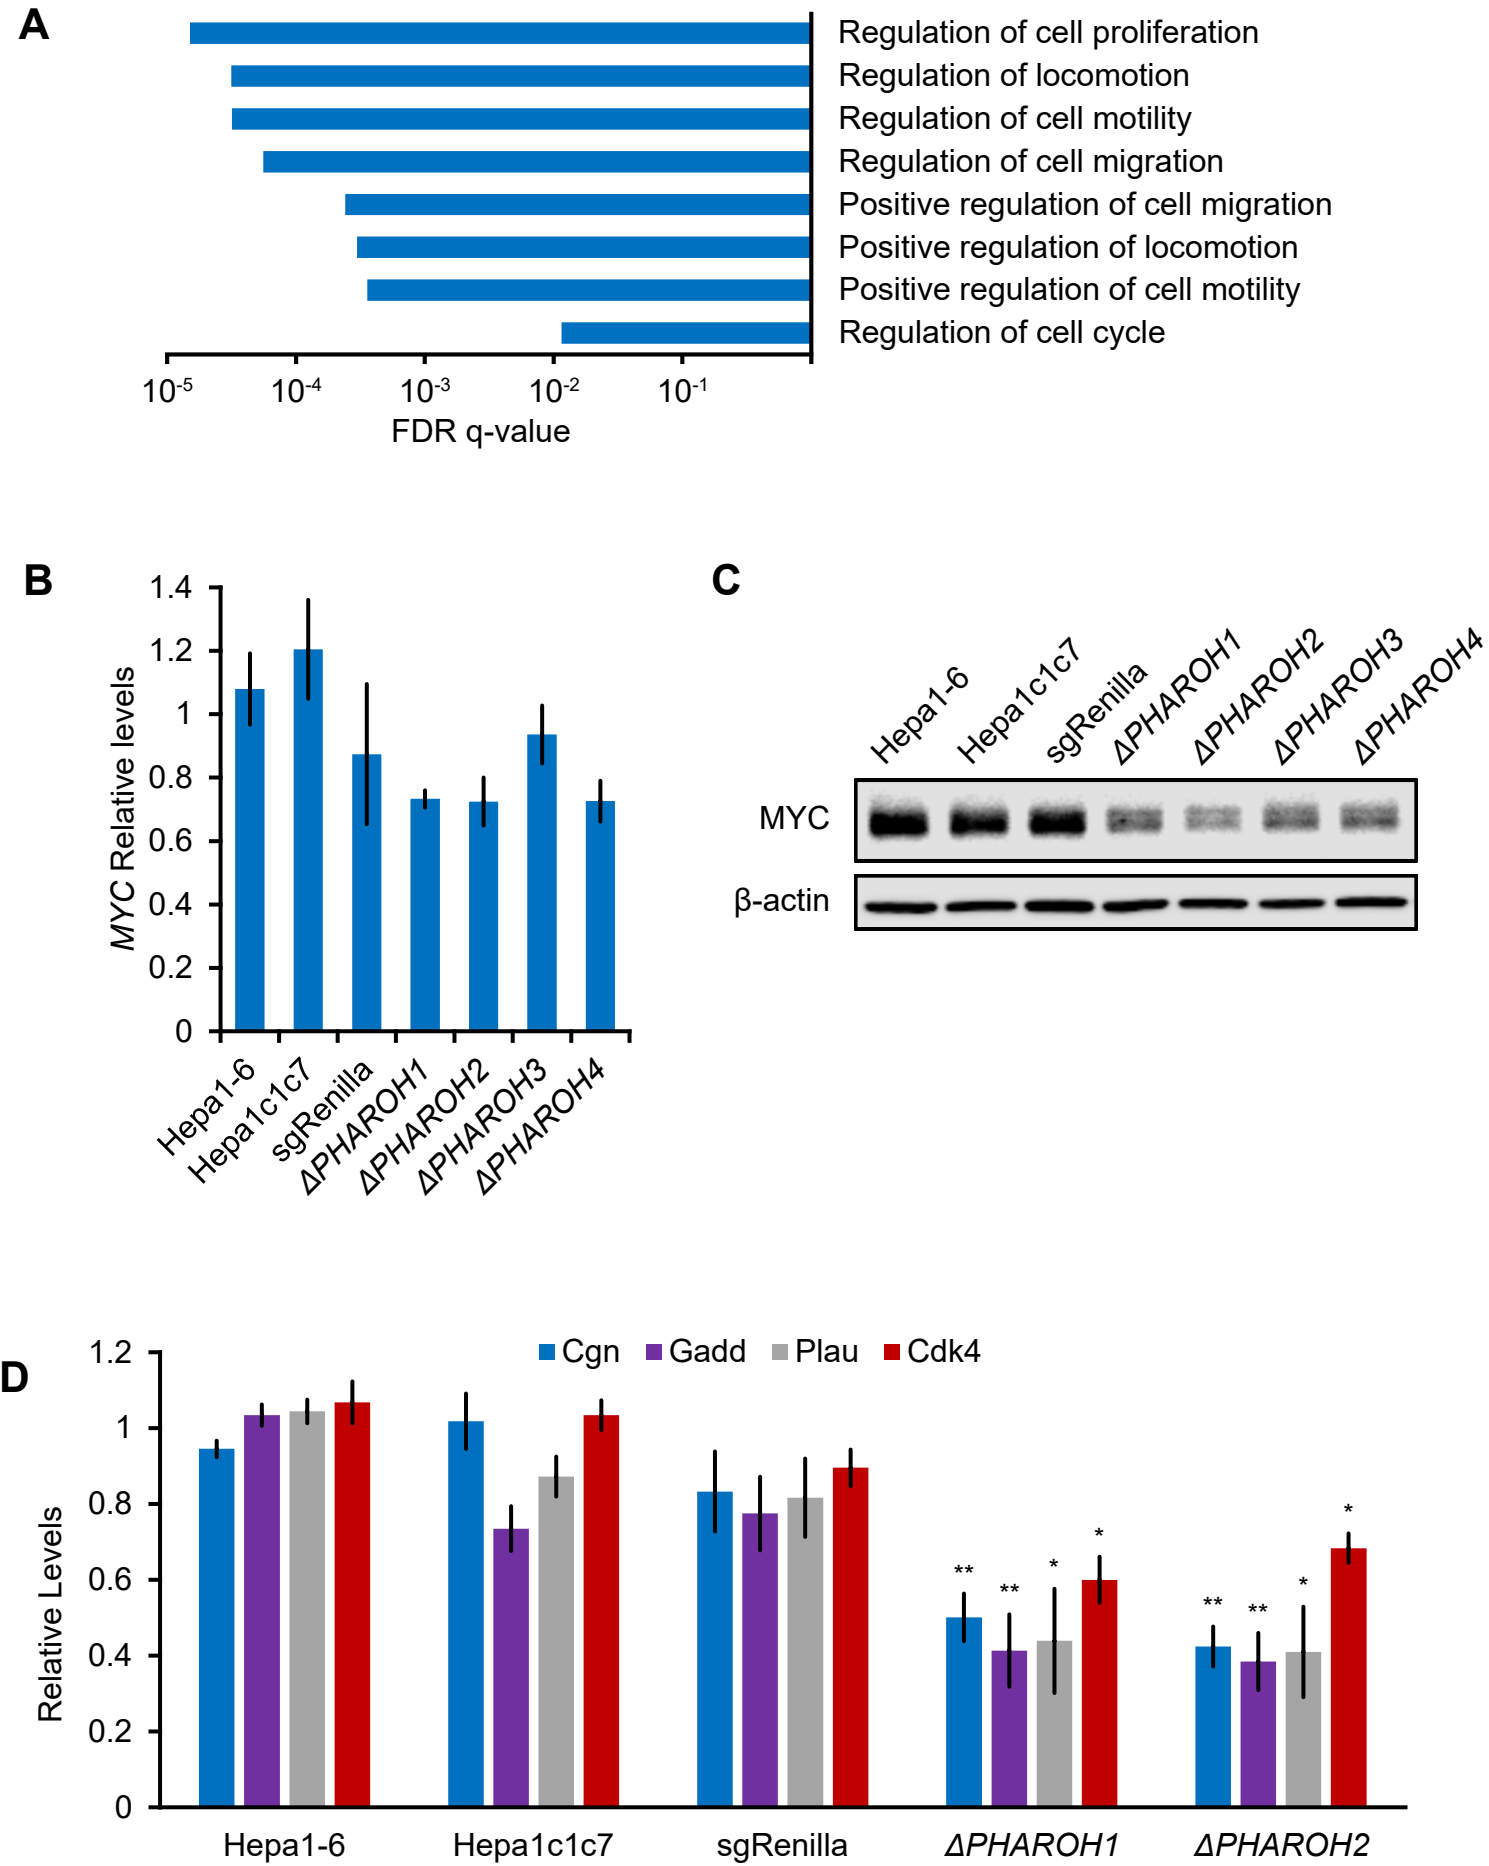 A
Regulation of cell proliferation
Regulation of locomotion
Regulation of cell motility
Regulation of cell migration
Positive regulation of cell migration
Positive regulation of locomotion
Positive regulation of cell motility
Regulation of cell cycle
10-5 10-4 10-3 10-2 10-1
FDR q-value
B
MYC Relative levels
1.4
1.2
1
0.8
0.6
0.4
0.2
0
Hepa1-6
Hepa1c1c7
sgRenilla
ΔPHAROH1
ΔPHAROH2
ΔPHAROH3
ΔPHAROH4
C
Hepa1-6
Hepa1c1c7
sgRenilla
ΔPHAROH1
ΔPHAROH2
ΔPHAROH3
ΔPHAROH4
MYC
β-actin
D
Cgn Gadd Plau Cdk4
Relative Levels
1.2
1
0.8
0.6
0.4
0.2
0
** ** * *
** ** * *
Hepa1-6 Hepa1c1c7 sgRenilla ΔPHAROH1 ΔPHAROH2